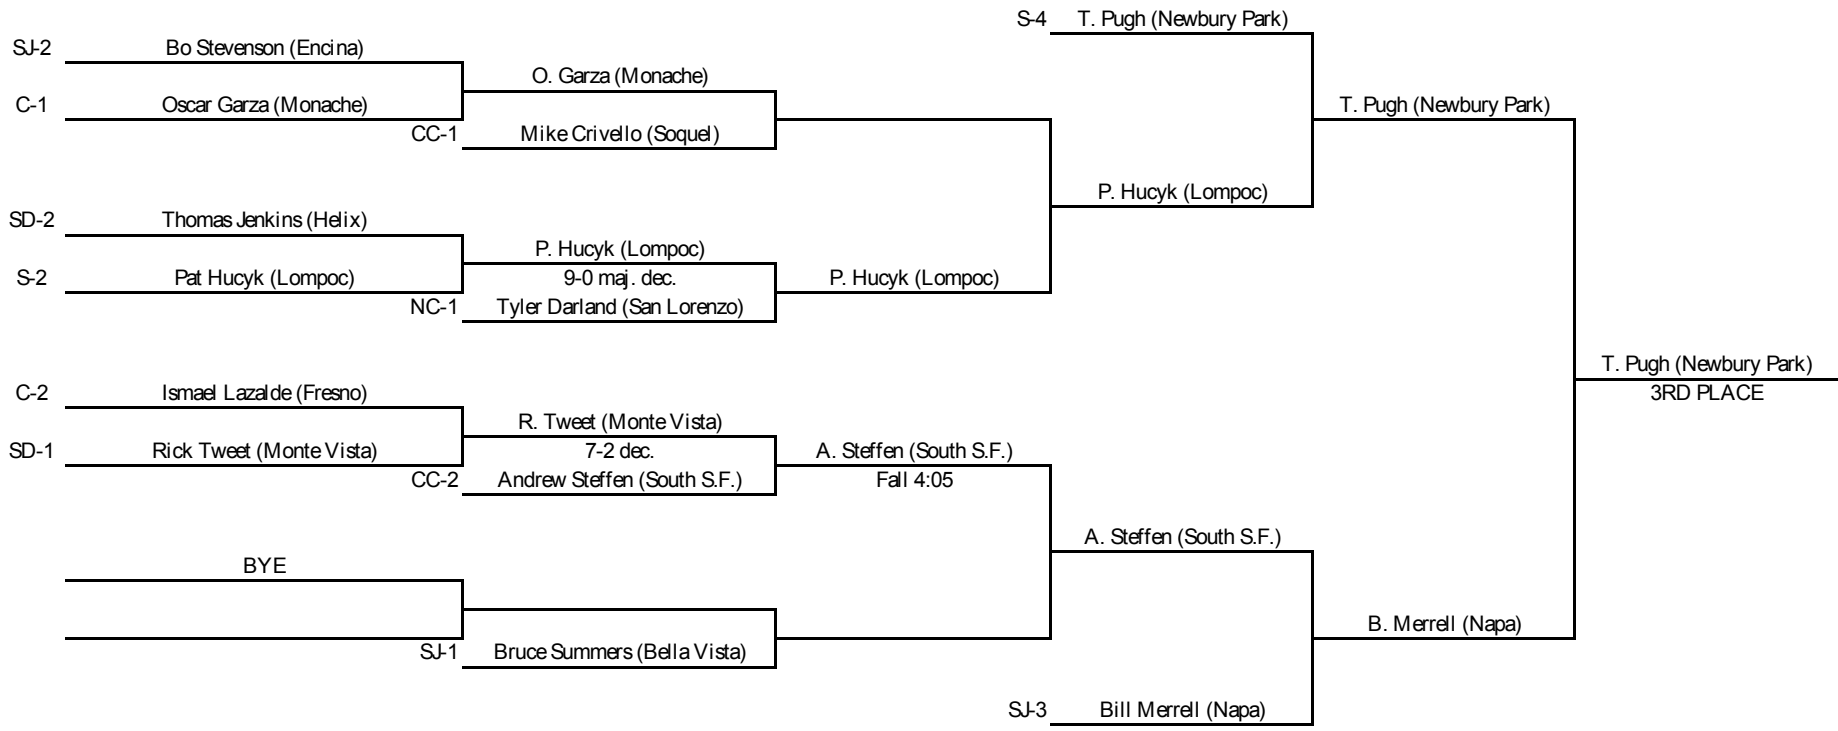 S-4 T. Pugh (Newbury Park)
SJ-2 Bo Stevenson (Encina)
O. Garza (Monache)
C-1 Oscar Garza (Monache)
T. Pugh (Newbury Park)
CC-1 Mike Crivello (Soquel)
P. Hucyk (Lompoc)
SD-2 Thomas Jenkins (Helix)
P. Hucyk (Lompoc)
S-2 Pat Hucyk (Lompoc)
9-0 maj. dec.
P. Hucyk (Lompoc)
NC-1 Tyler Darland (San Lorenzo)
T. Pugh (Newbury Park)
3RD PLACE
C-2 Ismael Lazalde (Fresno)
R. Tweet (Monte Vista)
SD-1 Rick Tweet (Monte Vista)
7-2 dec.
A. Steffen (South S.F.)
CC-2 Andrew Steffen (South S.F.)
Fall 4:05
A. Steffen (South S.F.)
BYE
B. Merrell (Napa)
SJ-1 Bruce Summers (Bella Vista)
SJ-3 Bill Merrell (Napa)